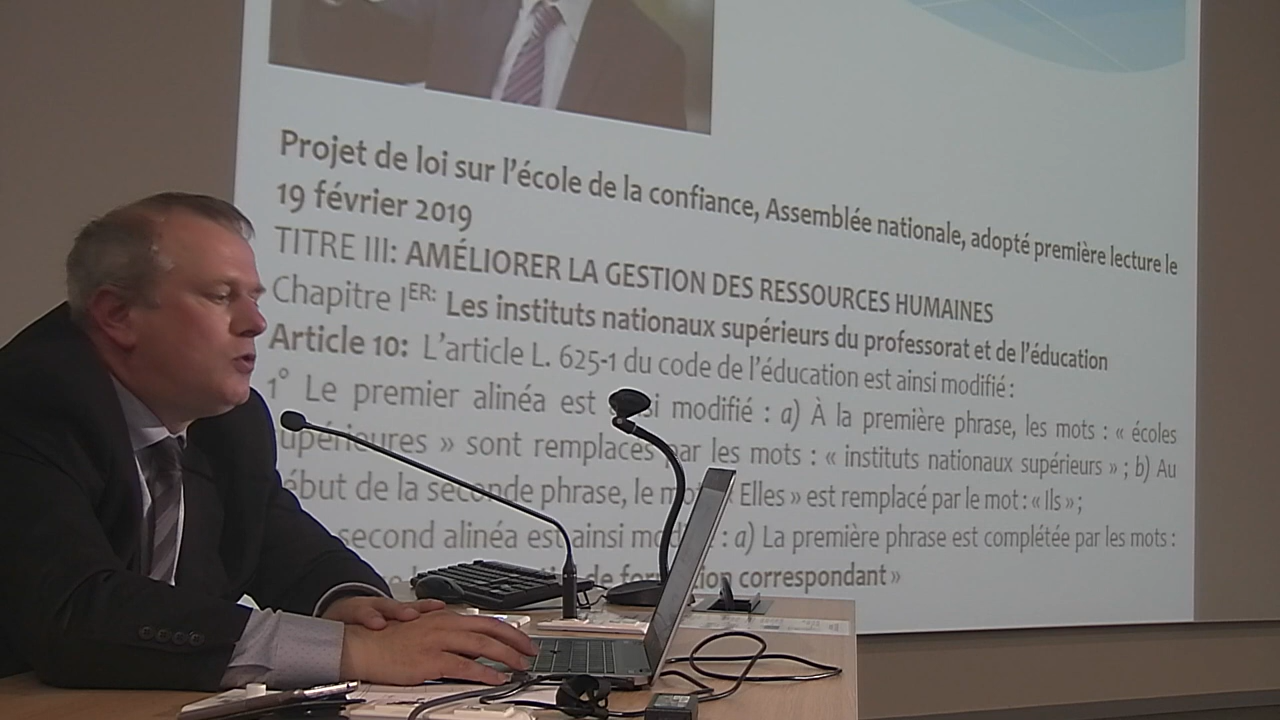 Projet de loi sur l'école de la confiance, Assemblée nationale, adopté première lecture le
19 février 2019
TITRE III: AMÉLIORER LA GESTION DES RESSOURCES HUMAINES
Chapitre IER: Les instituts nationaux supérieurs du professorat et de l'éducation
Article 10: L'article L. 625-1 du code de l'éducation est ainsi modifié :
1° Le premier alinéa est ainsi modifié : a) À la première phrase, les mots : « écoles
supérieures » sont remplacés par les mots : « instituts nationaux supérieurs » ; b) Au
début de la seconde phrase, le mot « Elles » est remplacé par le mot : « Ils » ;
second alinéa est ainsi modifié : a) La première phrase est complétée par les mots :
de formation correspondant »